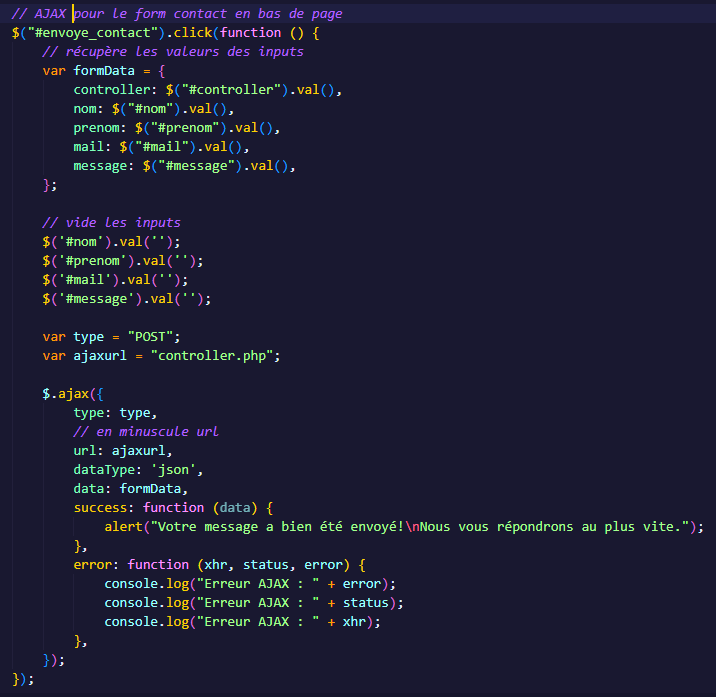 // AJAX pour le form contact en bas de page
$("#envoye_contact").click(function () {
    // récupère les valeurs des inputs
    var formData = {
        controller: $("#controller").val(),
        nom: $("#nom").val(),
        prenom: $("#prenom").val(),
        mail: $("#mail").val(),
        message: $("#message").val(),
    };

    // vide les inputs
    $('#nom').val('');
    $('#prenom').val('');
    $('#mail').val('');
    $('#message').val('');

    var type = "POST";
    var ajaxurl = "controller.php";

    $.ajax({
        type: type,
        // en minuscule url
        url: ajaxurl,
        dataType: 'json',
        data: formData,
        success: function (data) {
            alert("Votre message a bien été envoyé!\nNous vous répondrons au plus vite.");
        },
        error: function (xhr, status, error) {
            console.log("Erreur AJAX : " + error);
            console.log("Erreur AJAX : " + status);
            console.log("Erreur AJAX : " + xhr);
        },
    });
});